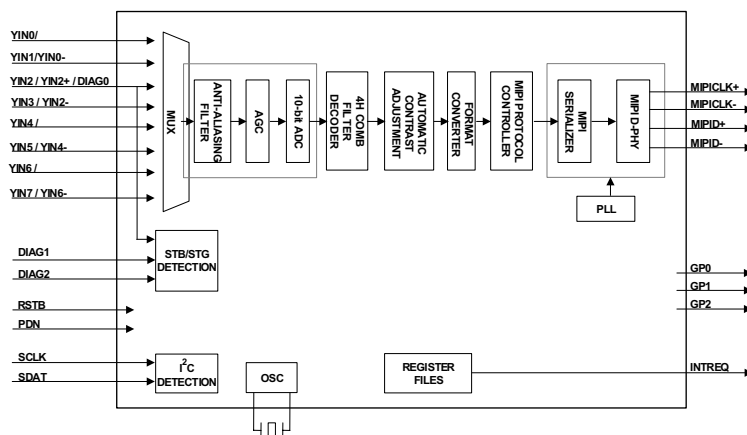 YIN0/
YIN1/YIN0-
YIN2 / YIN2+ / DIAG0
YIN3 / YIN2-
YIN4 /
YIN5 / YIN4-
YIN6 /
YIN7 / YIN6-
DIAG1
DIAG2
RSTB
PDN
SCLK
SDAT
MUX
ANTI-ALIASING
FILTER
AGC
10-bit ADC
4H COMB
FILTER
DECODER
AUTOMATIC
CONTRAST
ADJUSTMENT
FORMAT
CONVERTER
MIPI PROTOCOL
CONTROLLER
MIPI
SERIALIZER
MIPI D-PHY
PLL
MIPICLK+
MIPICLK-
MIPID+
MIPID-
STB/STG
DETECTION
GP0
GP1
GP2
I2C
DETECTION
OSC
REGISTER
FILES
INTREQ